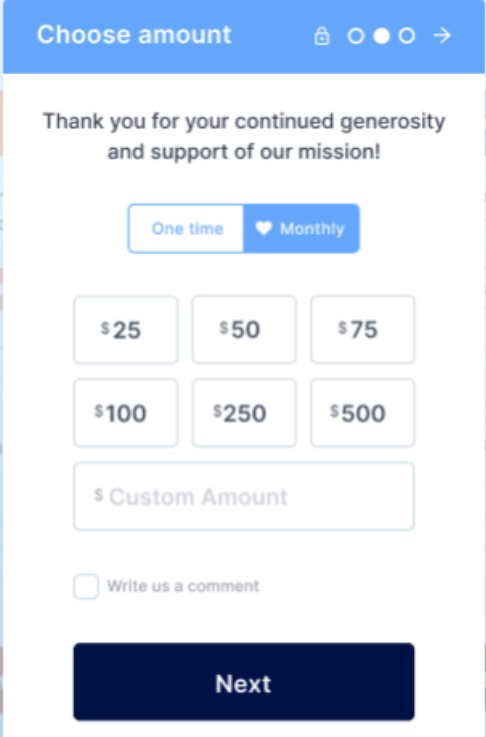 Choose amount
Thank you for your continued generosity
and support of our mission!
One time Monthly
$25 $50 $75
$100 $250 $500
$ Custom Amount
Write us a comment
Next